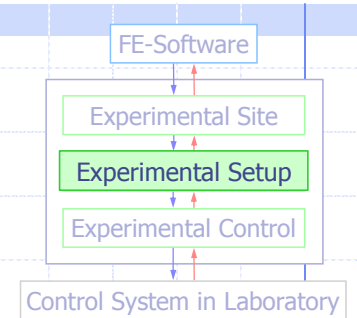 FE-Software
Experimental Site
Experimental Setup
Experimental Control
Control System in Laboratory